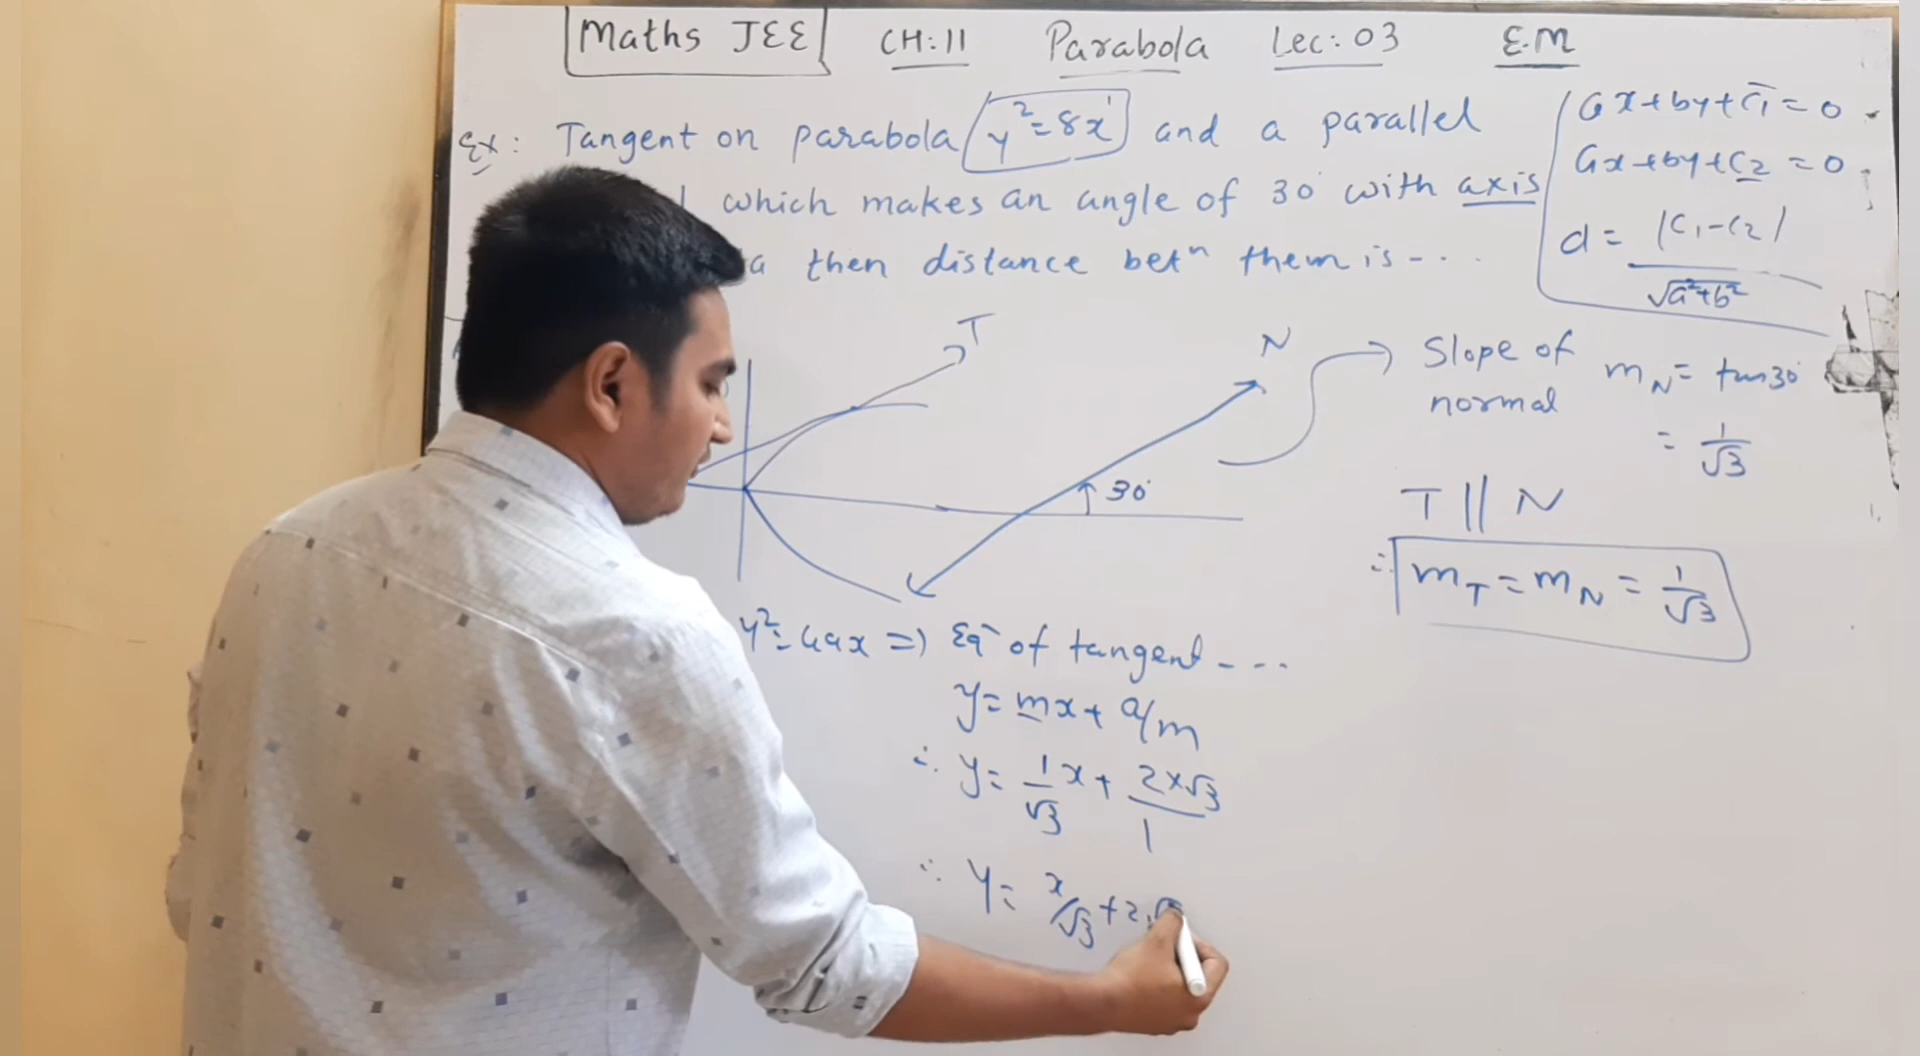 Maths JEE CH:11 Parabola Lec:03 E.M
Ex: Tangent on parabola y²=8x and a parallel
which makes an angle of 30° with axis
a then distance betⁿ them is - - .
ax+by+c₁=0
ax+by+c₂=0
d = |c₁-c₂|
√a²+b²
T
N
30°
Slope of
normal
m_N = tan30°
= 1/√3
T || N
∴ m_T = m_N = 1/√3
y²=4ax => Eqⁿ of tangent - - -
y = mx + a/m
∴ y = 1/√3 x + 2×√3/1
∴ y = x/√3 + 2